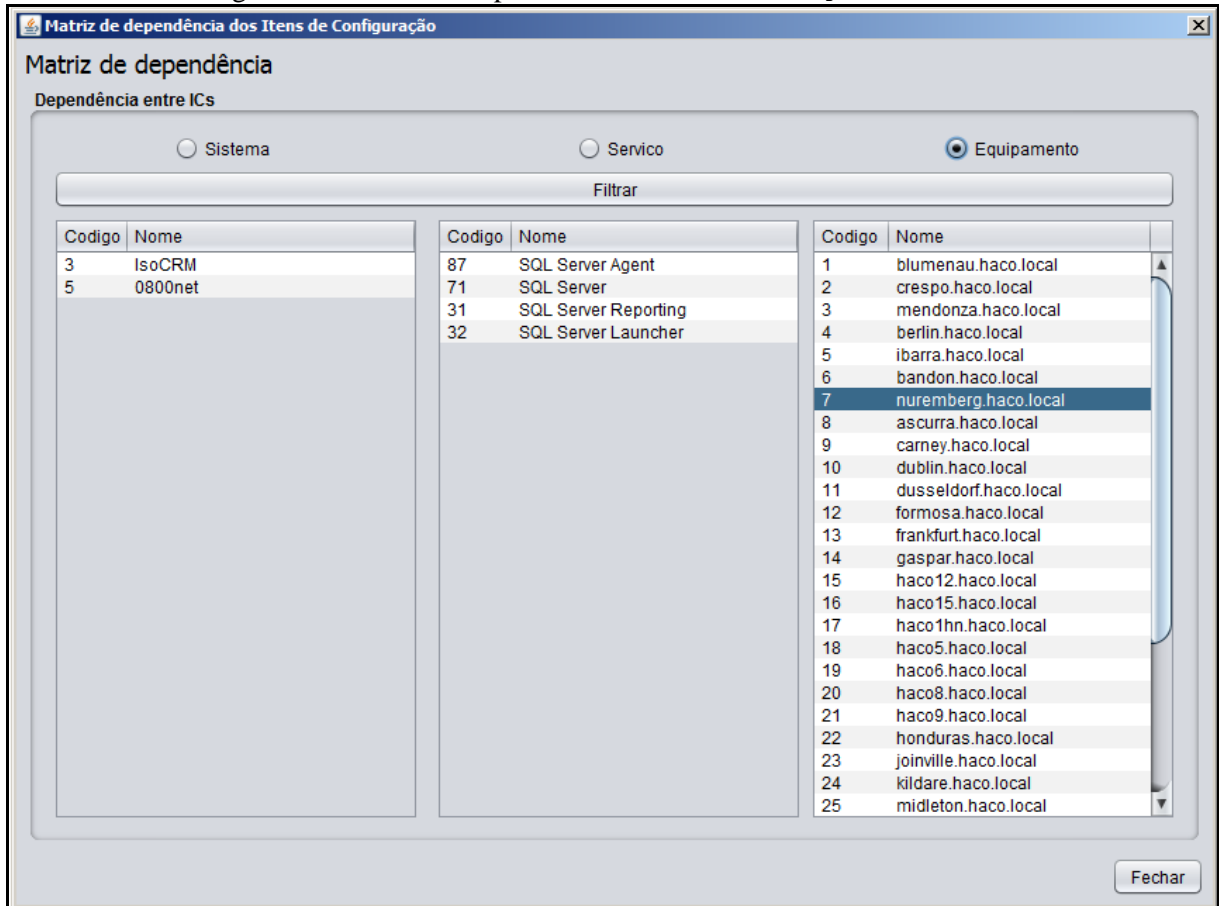 Matriz de dependência dos Itens de Configuração
Matriz de dependência
Dependência entre ICs
Sistema Servico Equipamento
Filtrar
Codigo Nome Codigo Nome Codigo Nome
3 IsoCRM 87 SQL Server Agent 1 blumenau.haco.local
5 0800net 71 SQL Server 2 crespo.haco.local
31 SQL Server Reporting 3 mendonza.haco.local
32 SQL Server Launcher 4 berlin.haco.local
5 ibarra.haco.local
6 bandon.haco.local
7 nuremberg.haco.local
8 ascurra.haco.local
9 carney.haco.local
10 dublin.haco.local
11 dusseldorf.haco.local
12 formosa.haco.local
13 frankfurt.haco.local
14 gaspar.haco.local
15 haco12.haco.local
16 haco15.haco.local
17 haco1hn.haco.local
18 haco5.haco.local
19 haco6.haco.local
20 haco8.haco.local
21 haco9.haco.local
22 honduras.haco.local
23 joinville.haco.local
24 kildare.haco.local
25 midleton.haco.local
Fechar